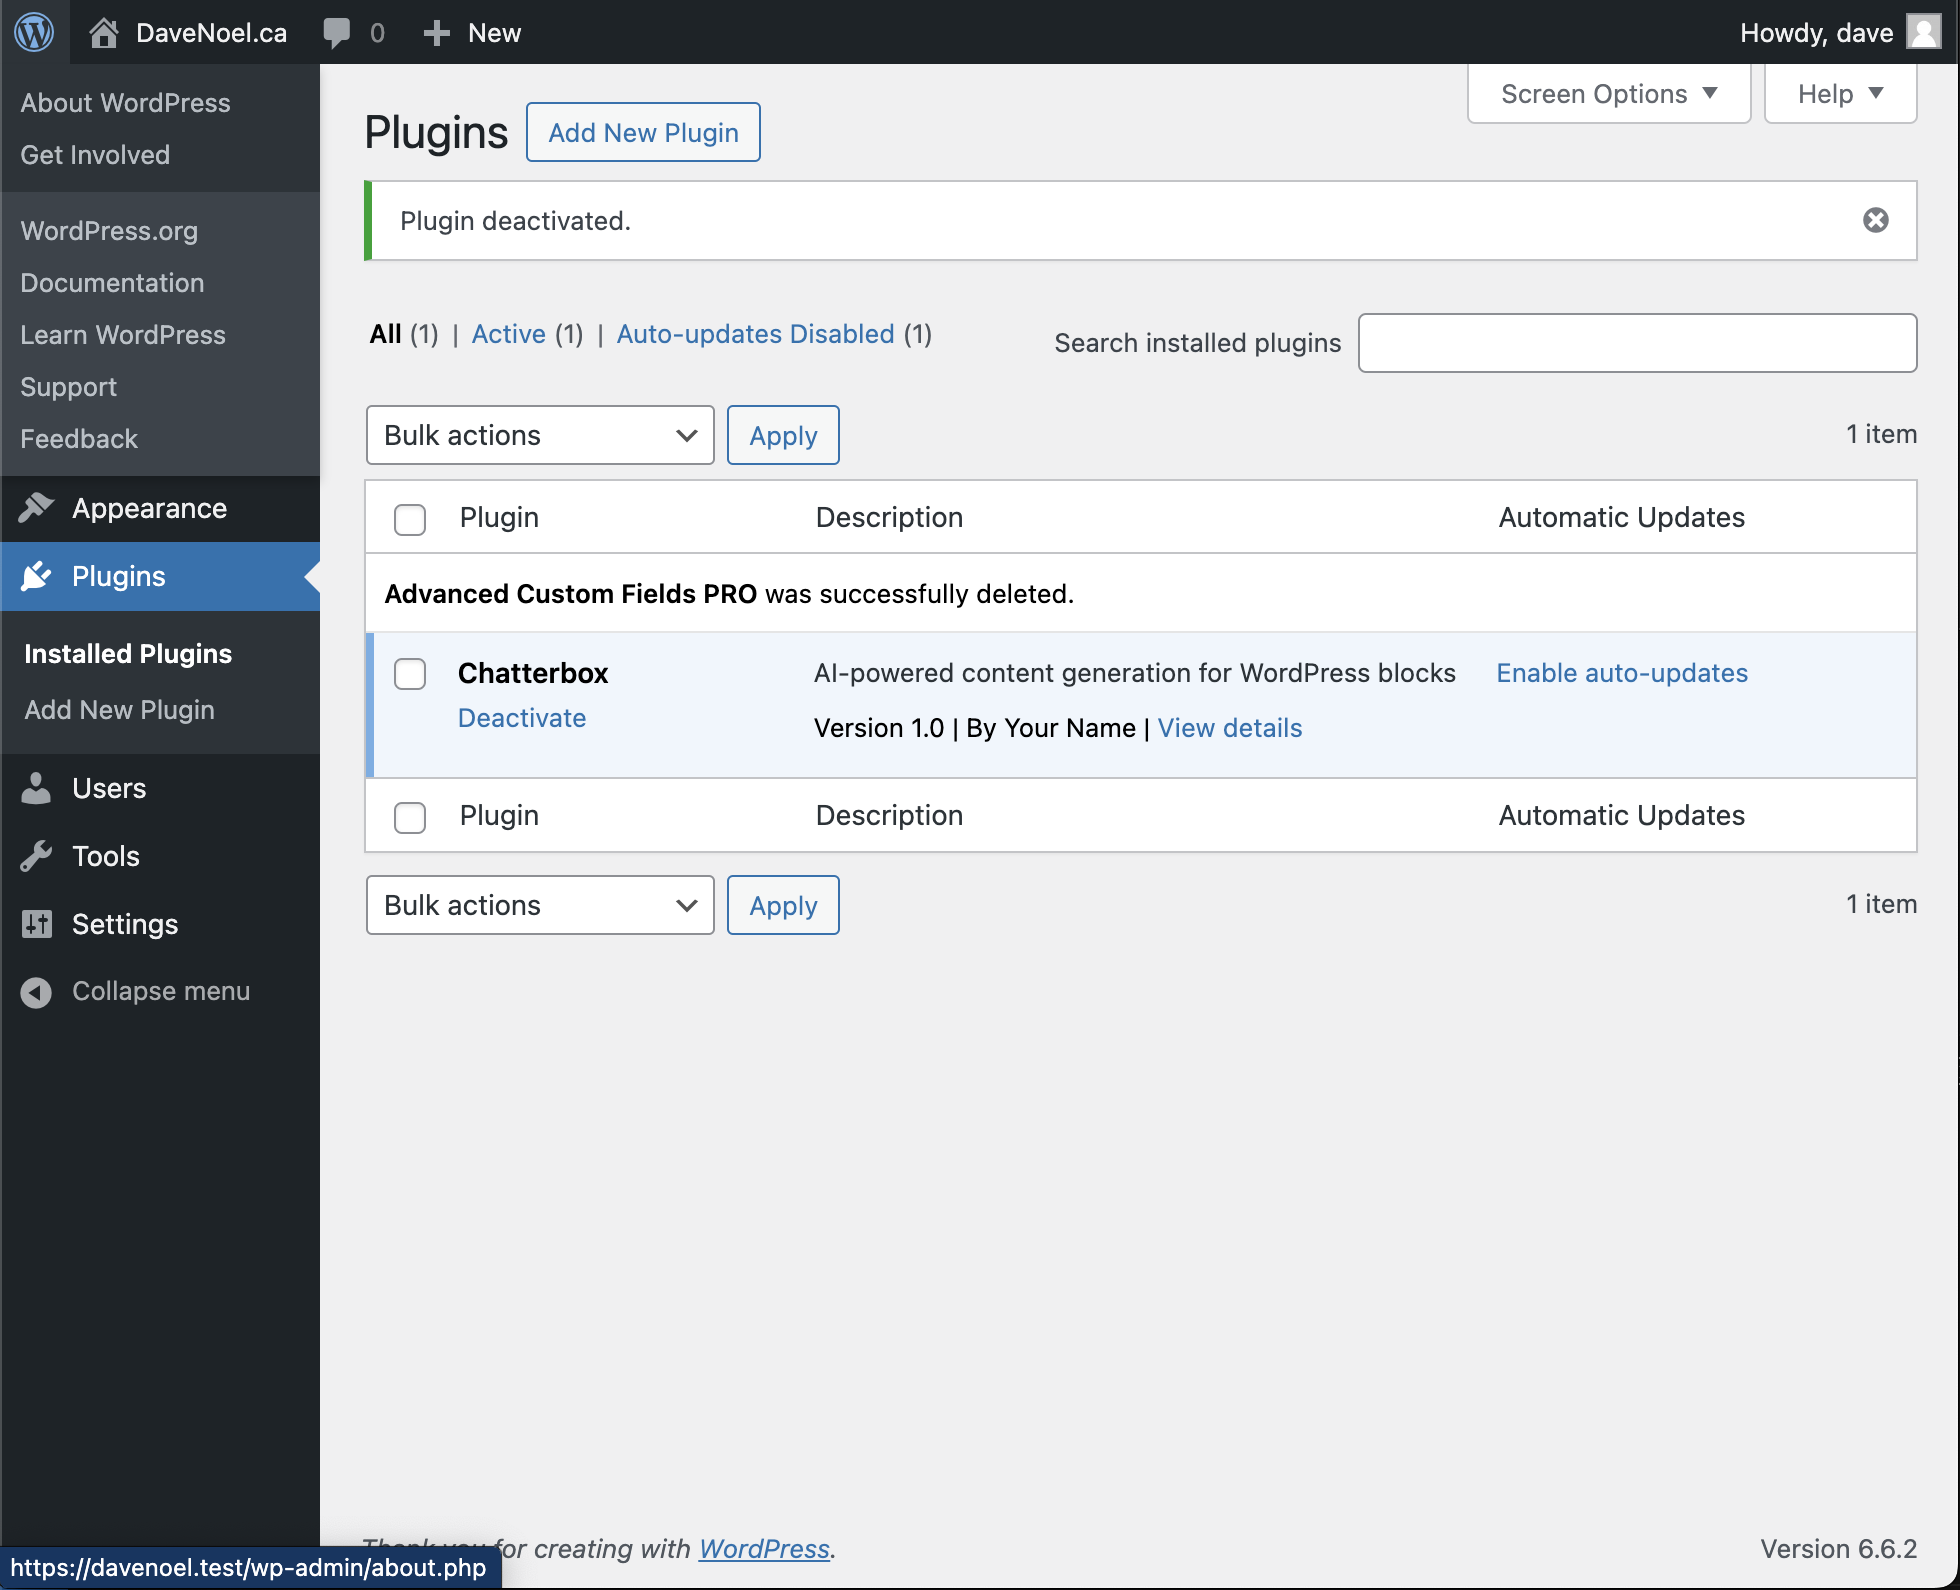 DaveNoel.ca 0 New Howdy, dave
About WordPress
Get Involved
WordPress.org
Documentation
Learn WordPress
Support
Feedback
Appearance
Plugins
Installed Plugins
Add New Plugin
Users
Tools
Settings
Collapse menu
Screen Options Help
Plugins Add New Plugin
Plugin deactivated.
All (1) | Active (1) | Auto-updates Disabled (1) Search installed plugins
Bulk actions Apply 1 item
Plugin Description Automatic Updates
Advanced Custom Fields PRO was successfully deleted.
Chatterbox AI-powered content generation for WordPress blocks Enable auto-updates
Deactivate Version 1.0 | By Your Name | View details
Plugin Description Automatic Updates
Bulk actions Apply 1 item
Thank you for creating with WordPress. Version 6.6.2
https://davenoel.test/wp-admin/about.php